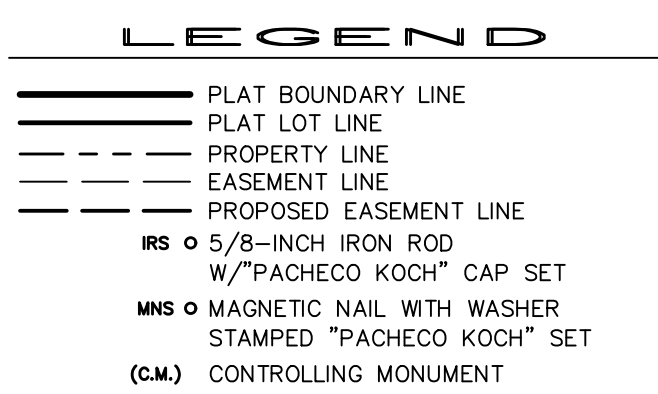 LEGEND
PLAT BOUNDARY LINE
PLAT LOT LINE
PROPERTY LINE
EASEMENT LINE
PROPOSED EASEMENT LINE
IRS 5/8-INCH IRON ROD
W/"PACHECO KOCH" CAP SET
MNS MAGNETIC NAIL WITH WASHER
STAMPED "PACHECO KOCH" SET
(C.M.) CONTROLLING MONUMENT